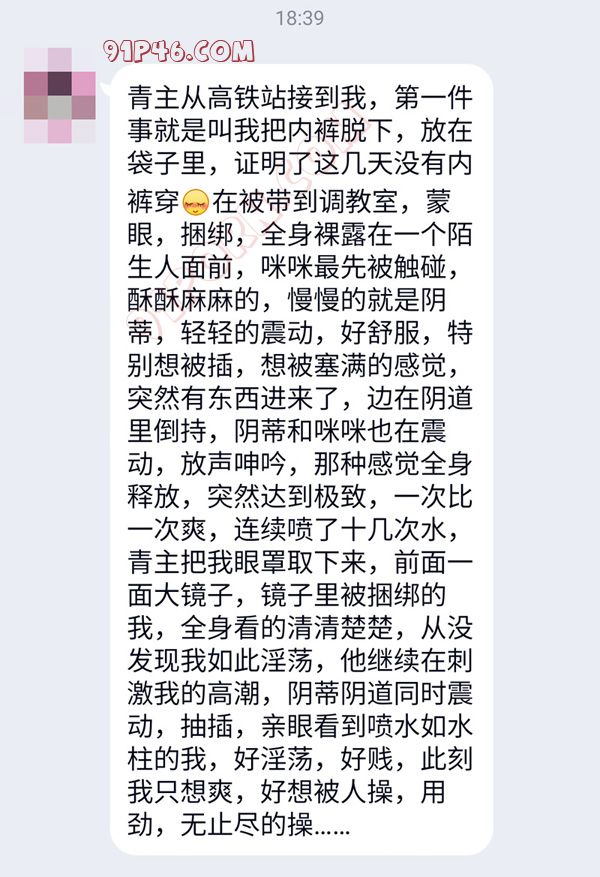 18:39
91P46.COM
青主从高铁站接到我，第一件
事就是叫我把内裤脱下，放在
袋子里，证明了这几天没有内
裤穿😊在被带到调教室，蒙
眼，捆绑，全身裸露在一个陌
生人面前，咪咪最先被触碰，
酥酥麻麻的，慢慢的就是阴
蒂，轻轻的震动，好舒服，特
别想被插，想被塞满的感觉，
突然有东西进来了，边在阴道
里倒持，阴蒂和咪咪也在震
动，放声呻吟，那种感觉全身
释放，突然达到极致，一次比
一次爽，连续喷了十几次水，
青主把我眼罩取下来，前面一
面大镜子，镜子里被捆绑的
我，全身看的清清楚楚，从没
发现我如此淫荡，他继续在刺
激我的高潮，阴蒂阴道同时震
动，抽插，亲眼看到喷水如水
柱的我，好淫荡，好贱，此刻
我只想爽，好想被人操，用
劲，无止尽的操……